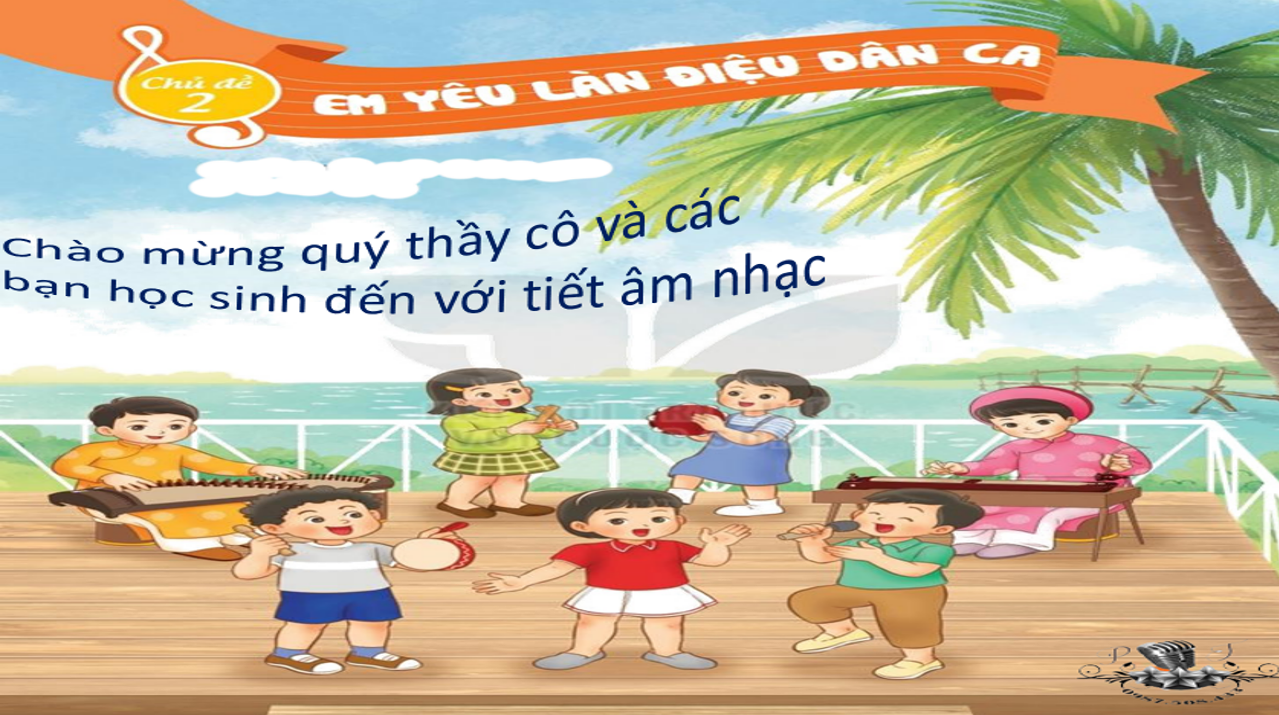 Chủ đề
2
EM YÊU LÀN ĐIỆU DÂN CA
Chào mừng quý thầy cô và các
bạn học sinh đến với tiết âm nhạc